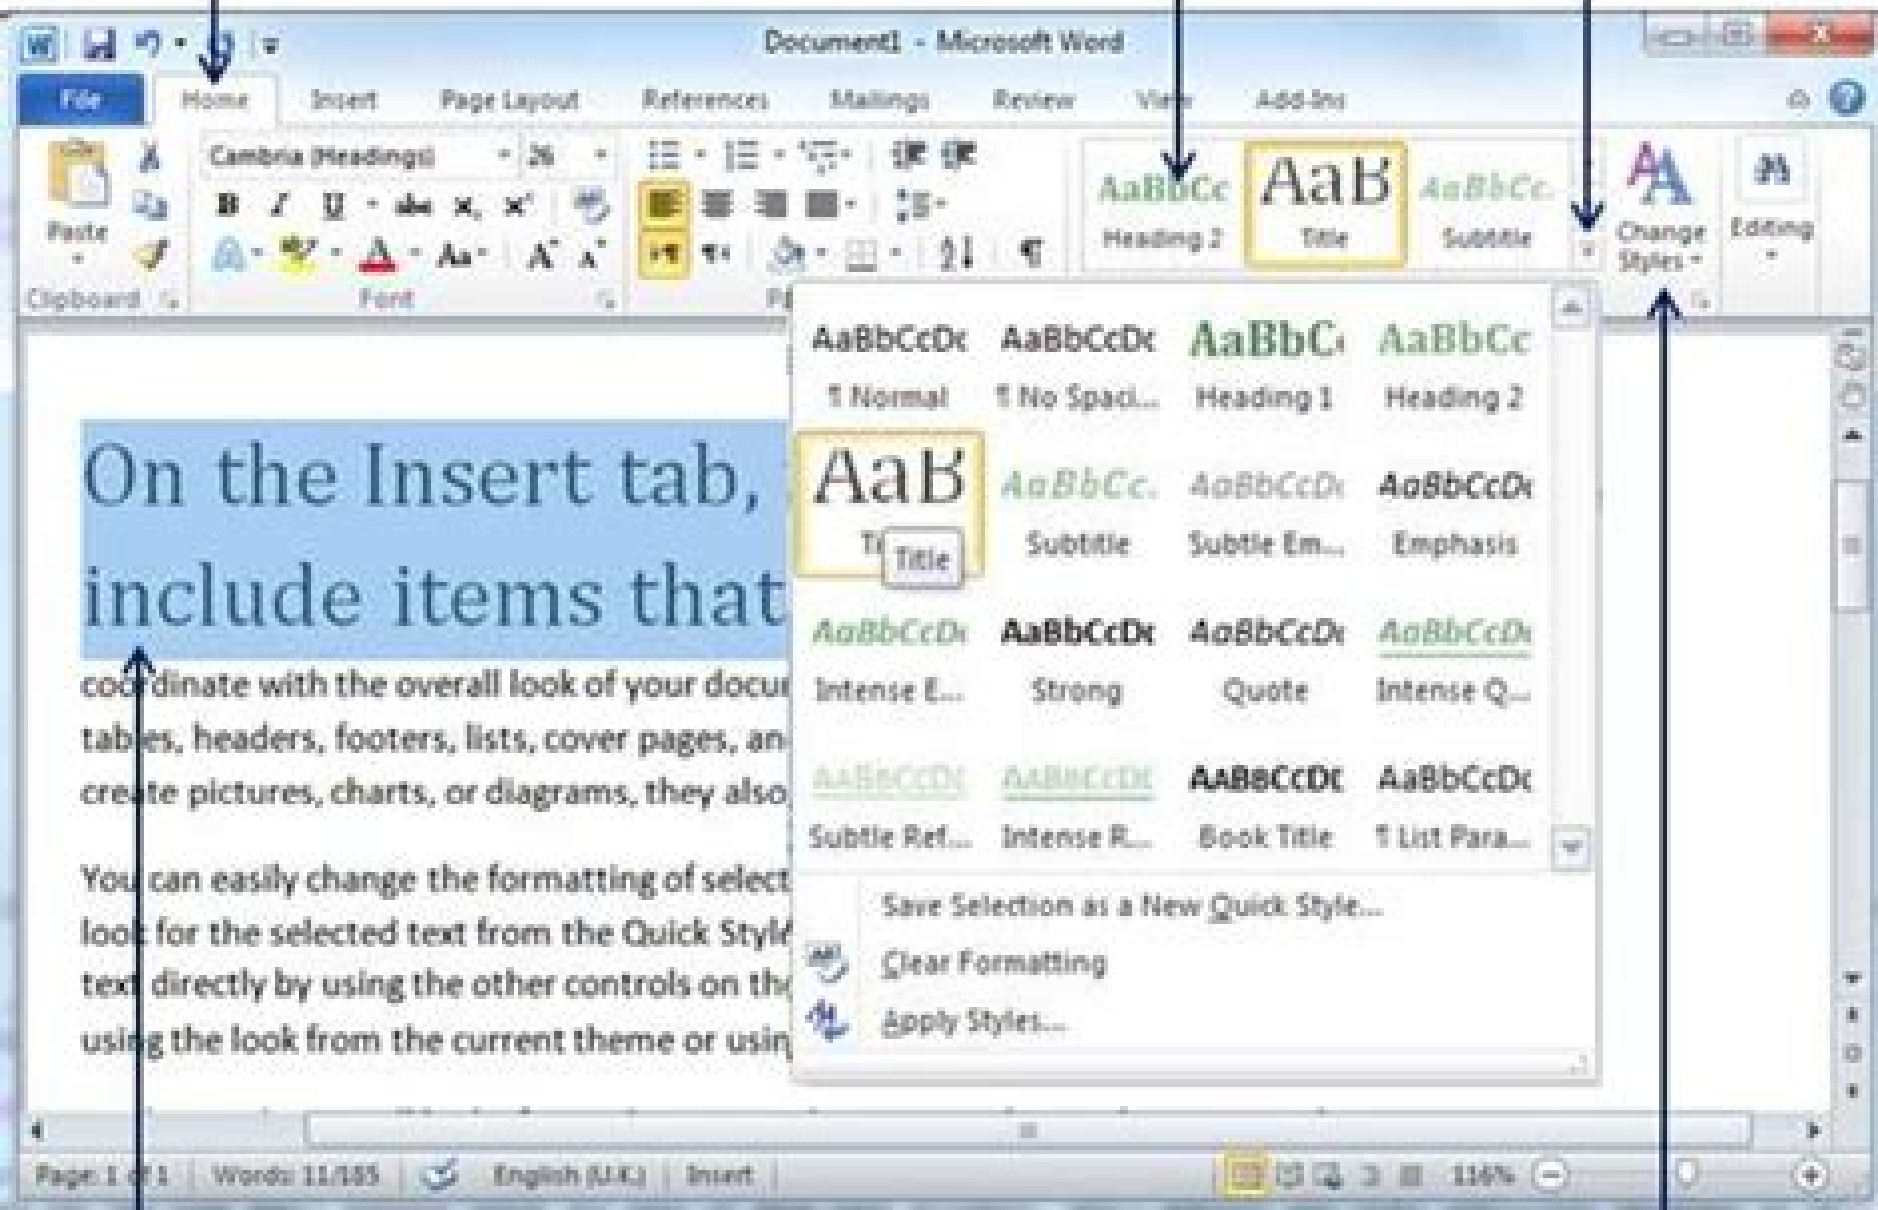 Document1 - Microsoft Word
File Home Insert Page Layout References Mailings Review View Add-Ins
Cambria (Headings) 26
Paste
B I U abc x, x
A Aa A A
AaBbCc AaB AaBbCc.
Heading 2 Title Subtitle
Change Styles
Editing
Clipboard Font
AaBbCcDc AaBbCcDc AaBbC AaBbCc
¶ Normal ¶ No Spaci... Heading 1 Heading 2
AaB AaBbCc. AaBbCcDc AaBbCcDc
Subtitle Subtle Em... Emphasis
Title
AaBbCcDc AaBbCcDc AaBbCcDc AaBbCcDc
Intense E... Strong Quote Intense Q...
AABBCCDC AABBCCDC AABBCCDC AaBbCcDc
Subtle Ref... Intense R... Book Title ¶ List Para...
Save Selection as a New Quick Style...
Clear Formatting
Apply Styles...
On the Insert tab,
include items that
coordinate with the overall look of your docu
tables, headers, footers, lists, cover pages, an
create pictures, charts, or diagrams, they also
You can easily change the formatting of select
look for the selected text from the Quick Style
text directly by using the other controls on the
using the look from the current theme or usin
Page: 1 of 1 Words: 11/185 English (U.K.) Insert 116%